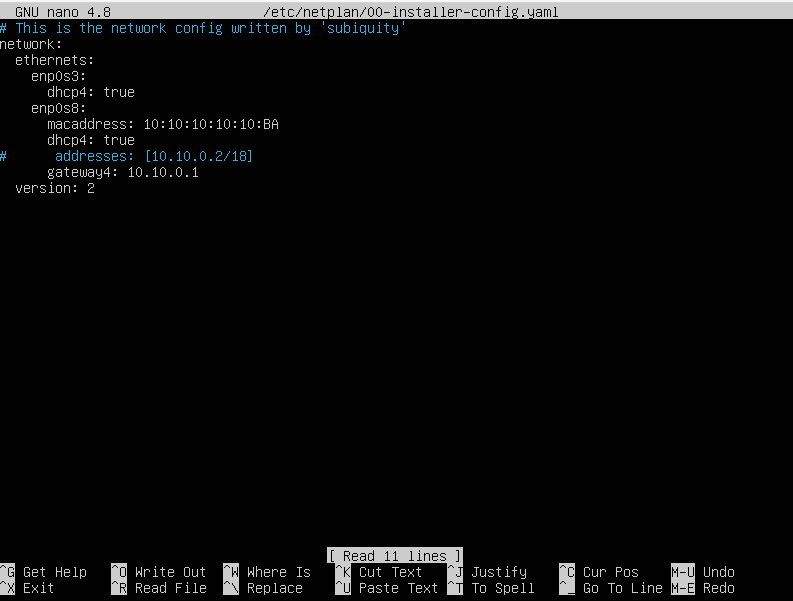 GNU nano 4.8 /etc/netplan/00-installer-config.yaml
# This is the network config written by 'subiquity'
network:
  ethernets:
    enp0s3:
      dhcp4: true
    enp0s8:
      macaddress: 10:10:10:10:10:BA
      dhcp4: true
#      addresses: [10.10.0.2/18]
      gateway4: 10.10.0.1
  version: 2
[ Read 11 lines ]
^G Get Help ^O Write Out ^W Where Is ^K Cut Text ^J Justify ^C Cur Pos M-U Undo
^X Exit ^R Read File ^\ Replace ^U Paste Text ^T To Spell ^_ Go To Line M-E Redo